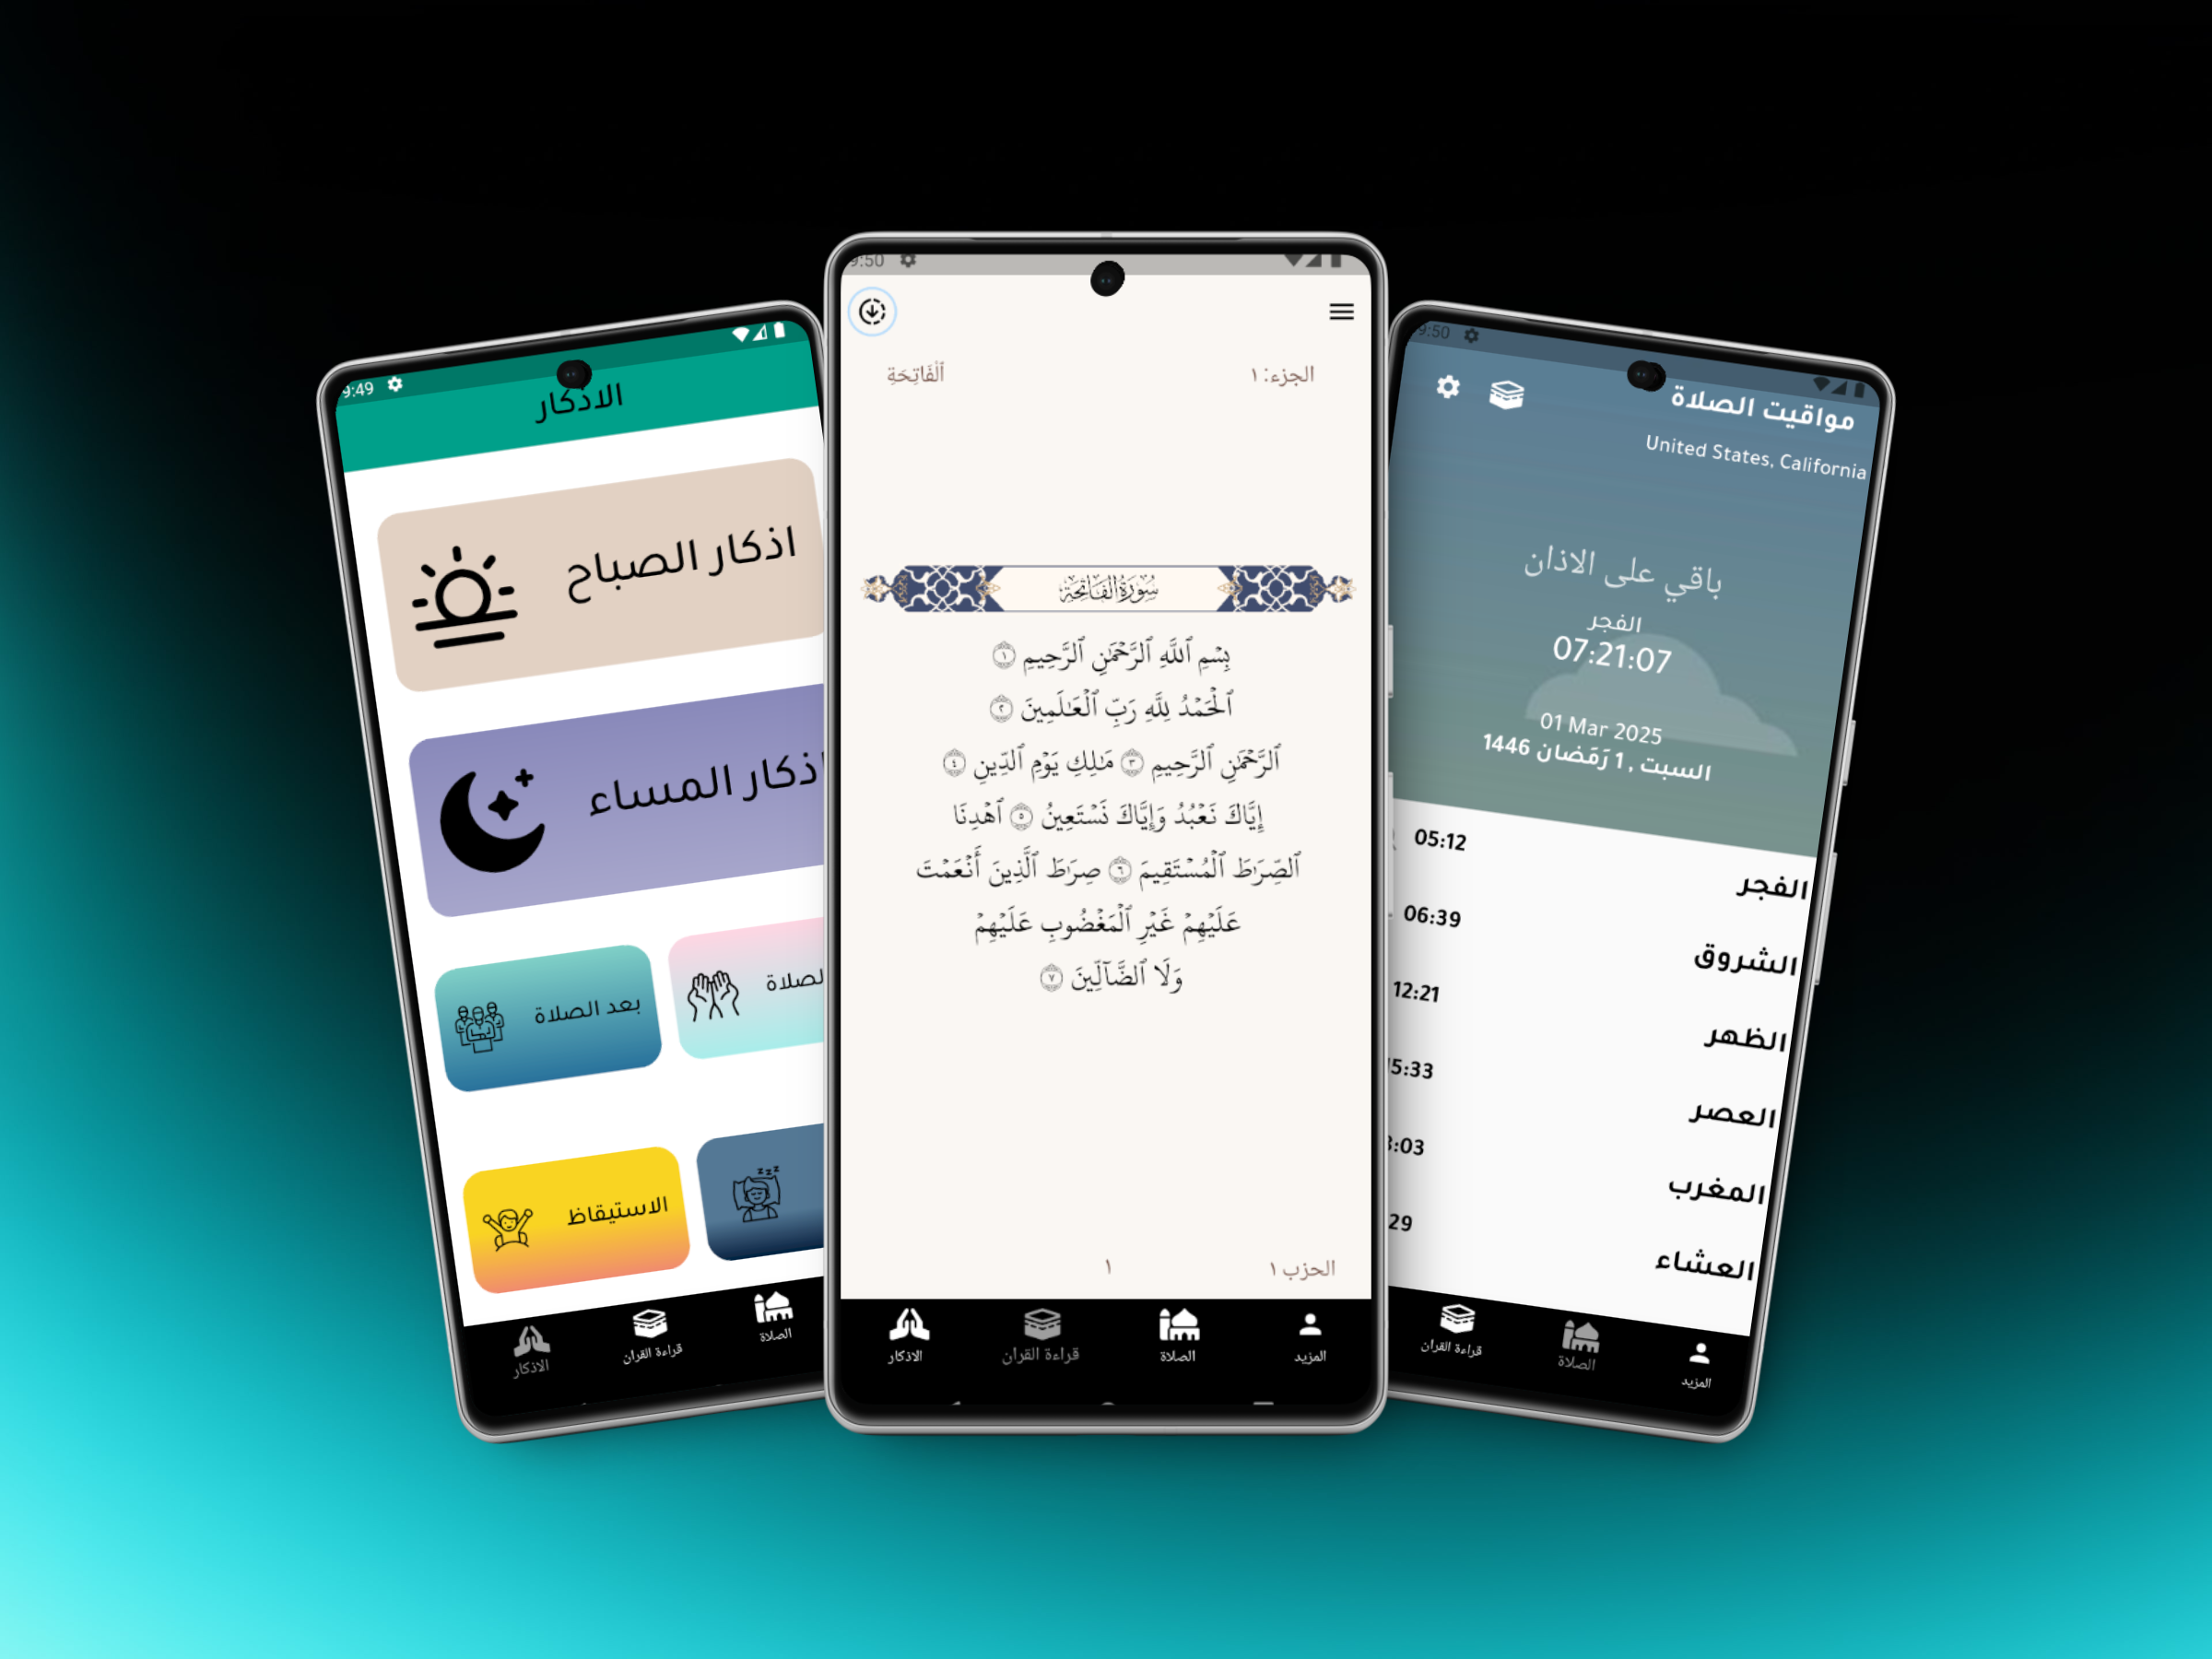 9:49
الاذكار
اذكار الصباح
اذكار المساء
بعد الصلاة
الصلاة
الاستيقاظ
الاذكار
قراءة القران
الصلاة
9:50
ٱلْفَاتِحَةِ
الجزء: ١
سُورَةُ الفَاتِحَةِ
بِسْمِ ٱللَّهِ ٱلرَّحْمَٰنِ ٱلرَّحِيمِ ١
ٱلْحَمْدُ لِلَّهِ رَبِّ ٱلْعَٰلَمِينَ ٢
ٱلرَّحْمَٰنِ ٱلرَّحِيمِ ٣ مَٰلِكِ يَوْمِ ٱلدِّينِ ٤
إِيَّاكَ نَعْبُدُ وَإِيَّاكَ نَسْتَعِينُ ٥ ٱهْدِنَا
ٱلصِّرَٰطَ ٱلْمُسْتَقِيمَ ٦ صِرَٰطَ ٱلَّذِينَ أَنْعَمْتَ
عَلَيْهِمْ غَيْرِ ٱلْمَغْضُوبِ عَلَيْهِمْ
وَلَا ٱلضَّآلِّينَ ٧
الحزب ١
١
الاذكار
قراءة القران
الصلاة
المزيد
9:50
مواقيت الصلاة
United States, California
باقي على الاذان
الفجر
07:21:07
01 Mar 2025
السبت , 1 رَمَضان 1446
الفجر 05:12
الشروق 06:39
الظهر 12:21
العصر 15:33
المغرب :03
العشاء 29
قراءة القران
الصلاة
المزيد